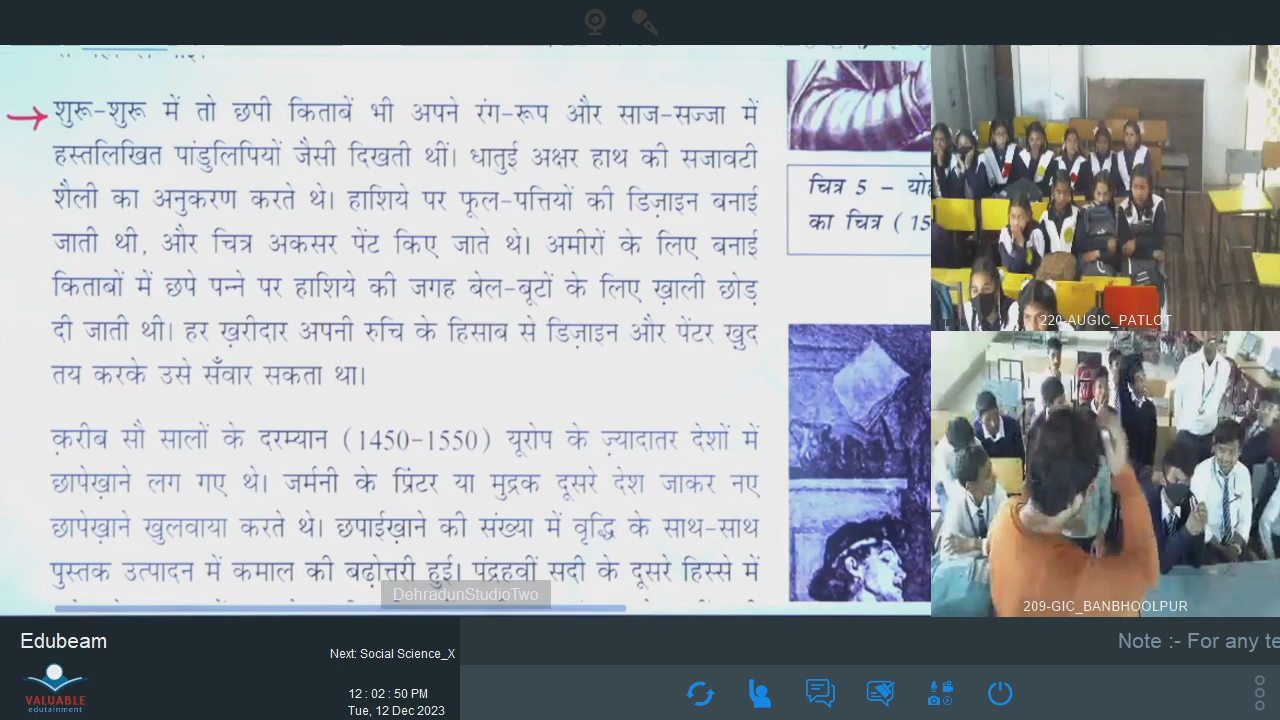 शुरू-शुरू में तो छपी किताबें भी अपने रंग-रूप और साज-सज्जा में
हस्तलिखित पांडुलिपियों जैसी दिखती थीं। धातुई अक्षर हाथ की सजावटी
शैली का अनुकरण करते थे। हाशिये पर फूल-पत्तियों की डिज़ाइन बनाई
जाती थी, और चित्र अकसर पेंट किए जाते थे। अमीरों के लिए बनाई
किताबों में छपे पन्ने पर हाशिये की जगह बेल-बूटों के लिए ख़ाली छोड़
दी जाती थी। हर ख़रीदार अपनी रुचि के हिसाब से डिज़ाइन और पेंटर ख़ुद
तय करके उसे सँवार सकता था।
क़रीब सौ सालों के दरम्यान (1450-1550) यूरोप के ज़्यादातर देशों में
छापेख़ाने लग गए थे। जर्मनी के प्रिंटर या मुद्रक दूसरे देश जाकर नए
छापेख़ाने खुलवाया करते थे। छपाईख़ाने की संख्या में वृद्धि के साथ-साथ
पुस्तक उत्पादन में कमाल की बढ़ोत्तरी हुई। पंद्रहवीं सदी के दूसरे हिस्से में
चित्र 5 –
का चित्र ( 15
220-AUGIC_PATLOT
209-GIC_BANBHOOLPUR
DehradunStudioTwo
Edubeam
VALUABLE
edutainment
Next: Social Science_X
12 : 02 : 50 PM
Tue, 12 Dec 2023
Note :- For any te